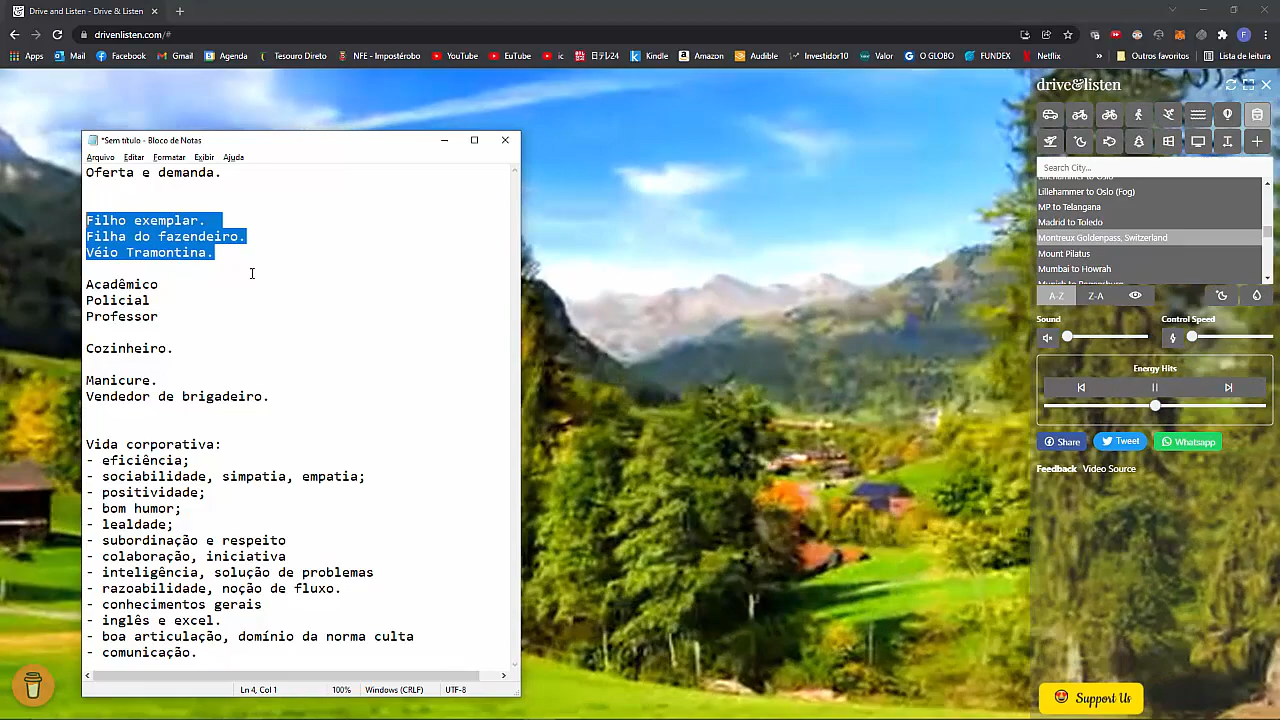 Drive and Listen - Drive & Listen
drivenlisten.com/#
Apps Mail Facebook Gmail Agenda Tesouro Direto NFE - Impostérobo YouTube EuTube ic 日テレ24 Kindle Amazon Audible Investidor10 Valor O GLOBO FUNDEX Netflix » Outros favoritos Lista de leitura
*Sem título - Bloco de Notas
Arquivo Editar Formatar Exibir Ajuda
Oferta e demanda.
Filho exemplar.
Filha do fazendeiro.
Véio Tramontina.
Acadêmico
Policial
Professor
Cozinheiro.
Manicure.
Vendedor de brigadeiro.
Vida corporativa:
- eficiência;
- sociabilidade, simpatia, empatia;
- positividade;
- bom humor;
- lealdade;
- subordinação e respeito
- colaboração, iniciativa
- inteligência, solução de problemas
- razoabilidade, noção de fluxo.
- conhecimentos gerais
- inglês e excel.
- boa articulação, domínio da norma culta
- comunicação.
Ln 4, Col 1 100% Windows (CRLF) UTF-8
drive&listen
Search City...
Lillehammer to Oslo (Fog)
MP to Telangana
Madrid to Toledo
Montreux Goldenpass, Switzerland
Mount Pilatus
Mumbai to Howrah
A-Z Z-A
Sound Control Speed
Energy Hits
Share Tweet Whatsapp
Feedback Video Source
Support Us